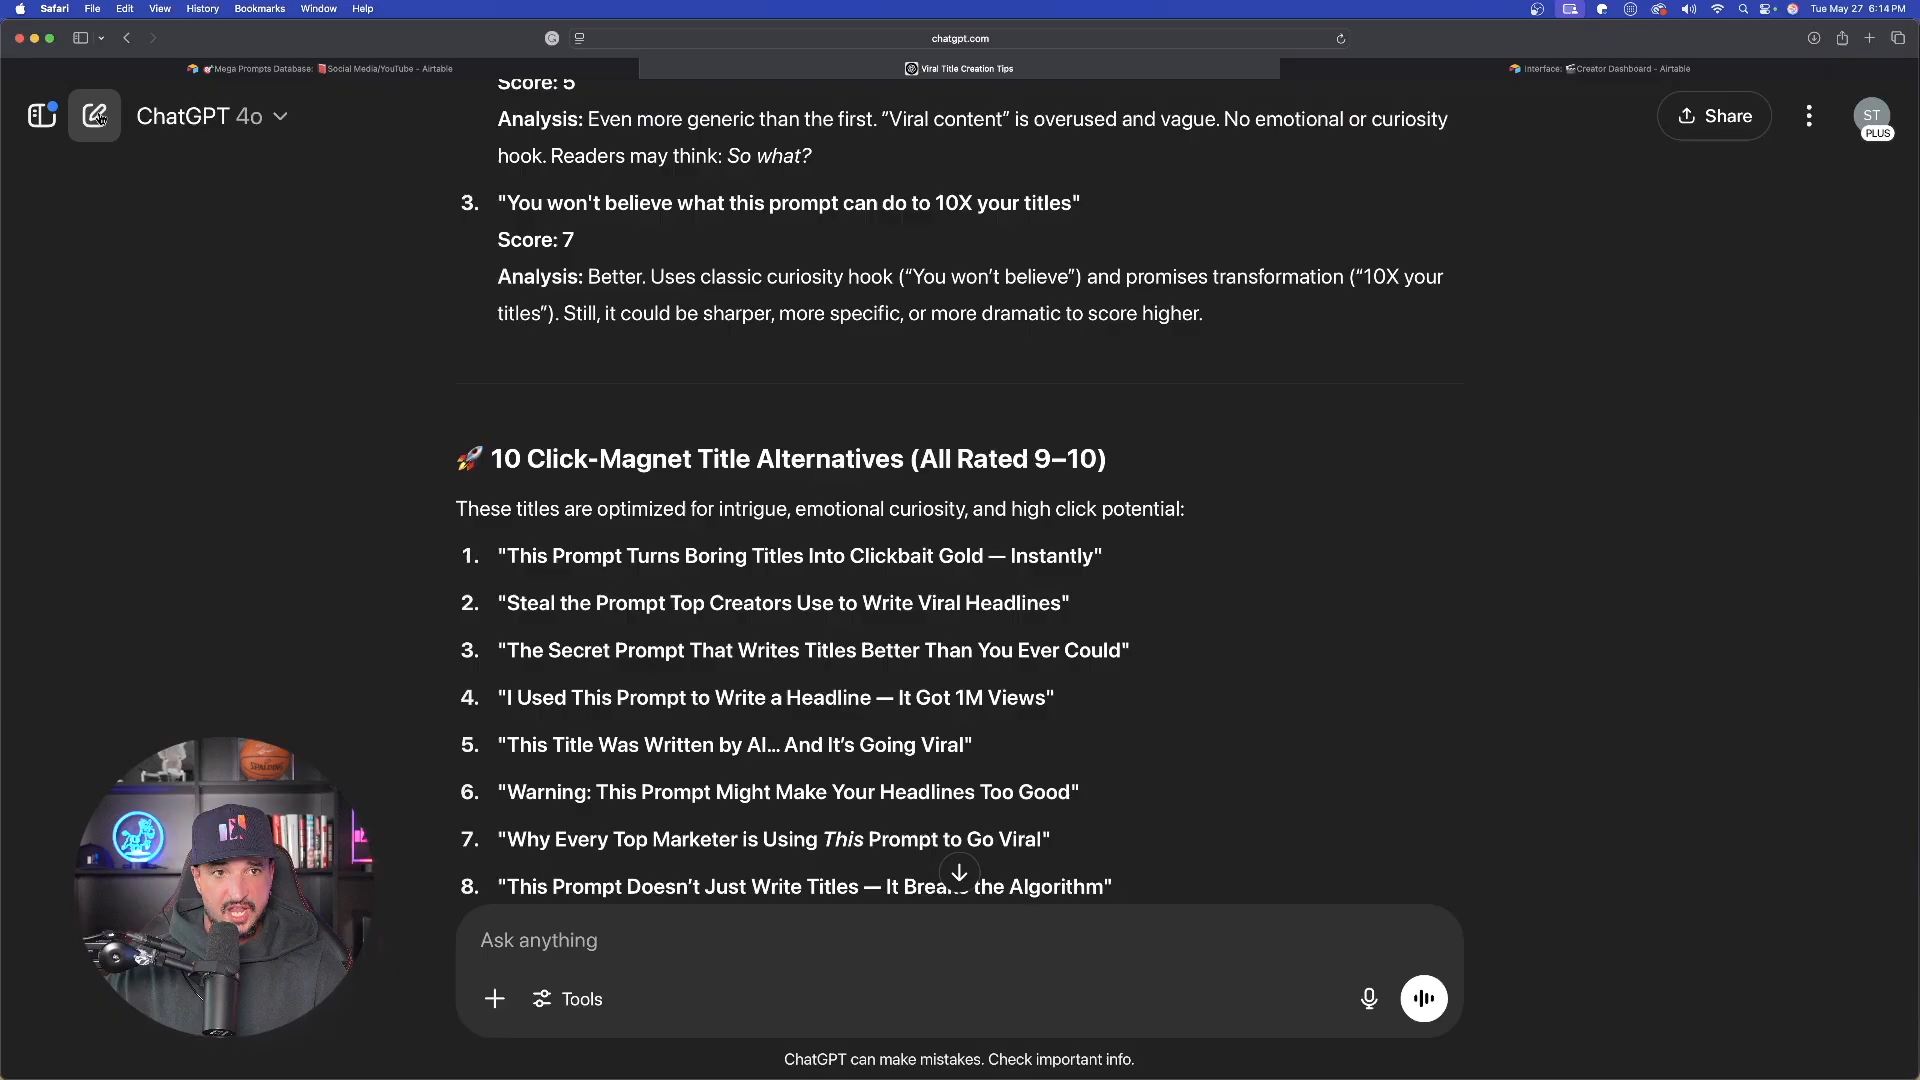 Safari File Edit View History Bookmarks Window Help Tue May 27 6:14 PM
chatgpt.com
Mega Prompts Database: Social Media/YouTube - Airtable
Viral Title Creation Tips
Interface: Creator Dashboard - Airtable
ChatGPT 4o
Share
ST
PLUS
Score: 5
Analysis: Even more generic than the first. “Viral content” is overused and vague. No emotional or curiosity
hook. Readers may think: So what?
3. "You won't believe what this prompt can do to 10X your titles"
Score: 7
Analysis: Better. Uses classic curiosity hook (“You won’t believe”) and promises transformation (“10X your
titles”). Still, it could be sharper, more specific, or more dramatic to score higher.
🚀 10 Click-Magnet Title Alternatives (All Rated 9–10)
These titles are optimized for intrigue, emotional curiosity, and high click potential:
1. "This Prompt Turns Boring Titles Into Clickbait Gold — Instantly"
2. "Steal the Prompt Top Creators Use to Write Viral Headlines"
3. "The Secret Prompt That Writes Titles Better Than You Ever Could"
4. "I Used This Prompt to Write a Headline — It Got 1M Views"
5. "This Title Was Written by AI… And It’s Going Viral"
6. "Warning: This Prompt Might Make Your Headlines Too Good"
7. "Why Every Top Marketer is Using This Prompt to Go Viral"
8. "This Prompt Doesn’t Just Write Titles — It Breaks the Algorithm"
SPALDING
Ask anything
Tools
ChatGPT can make mistakes. Check important info.